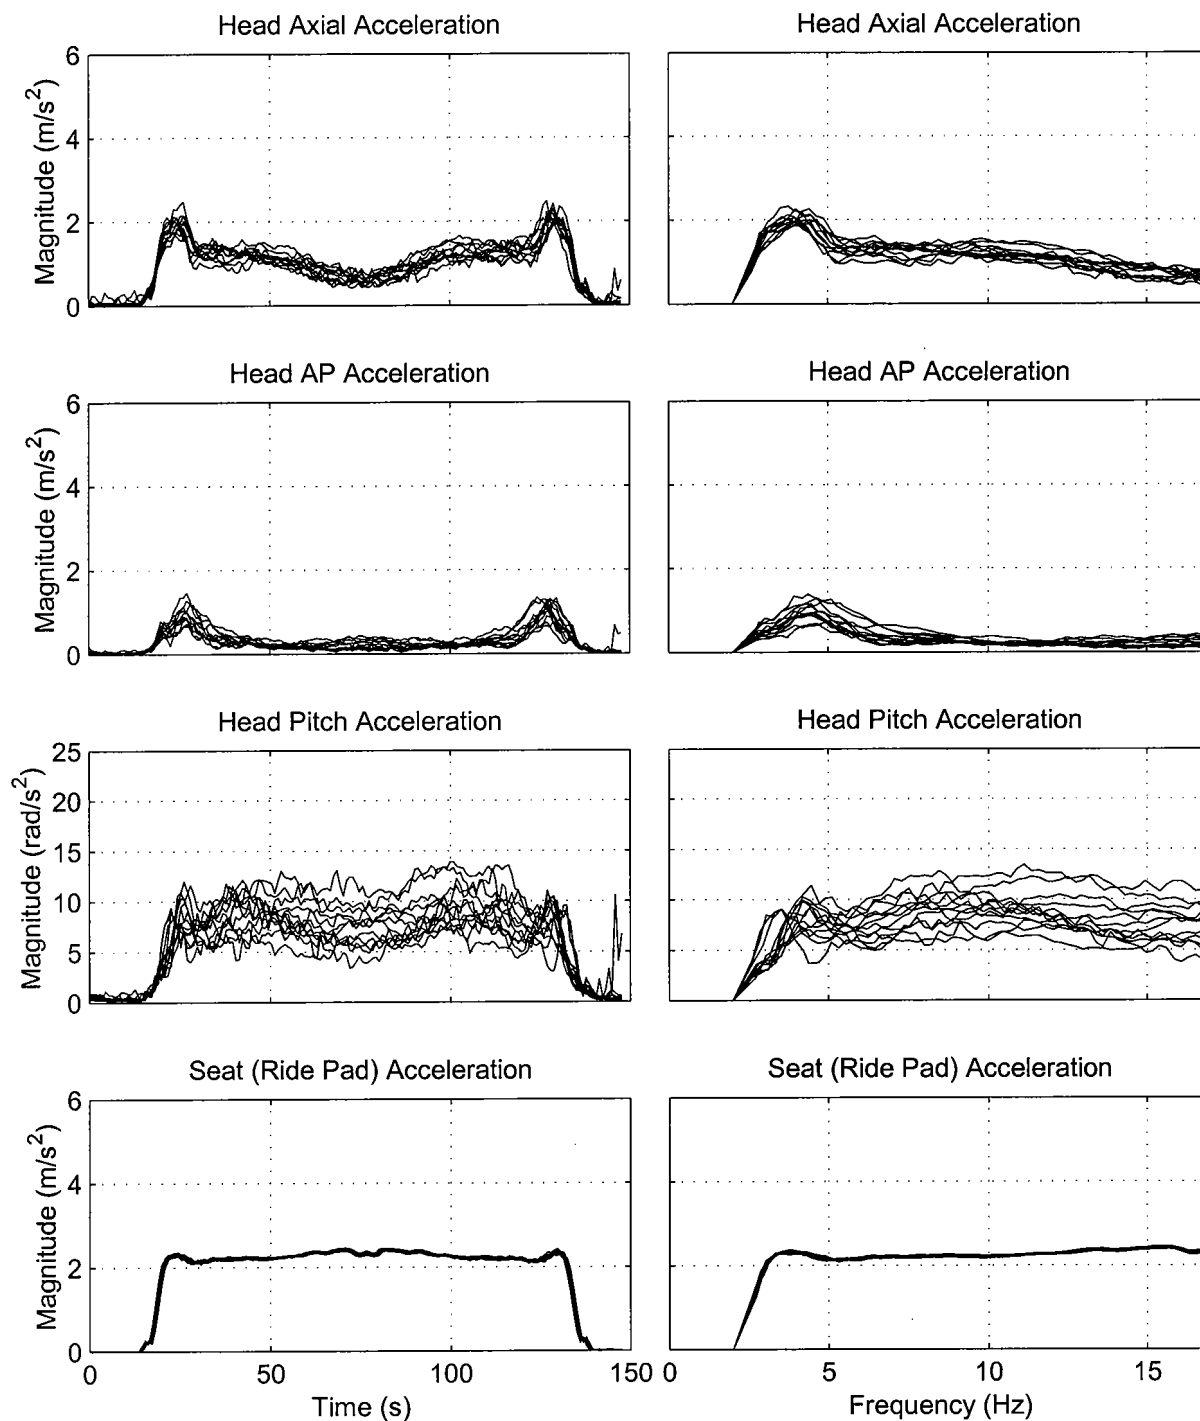 Head Axial Acceleration
Magnitude (m/s2)
6
4
2
0
Head Axial Acceleration
Head AP Acceleration
Magnitude (m/s2)
6
4
2
0
Head AP Acceleration
Head Pitch Acceleration
Magnitude (rad/s2)
25
20
15
10
5
0
Head Pitch Acceleration
Seat (Ride Pad) Acceleration
Magnitude (m/s2)
6
4
2
0
0 50 100 150
Time (s)
Seat (Ride Pad) Acceleration
0 5 10 15
Frequency (Hz)